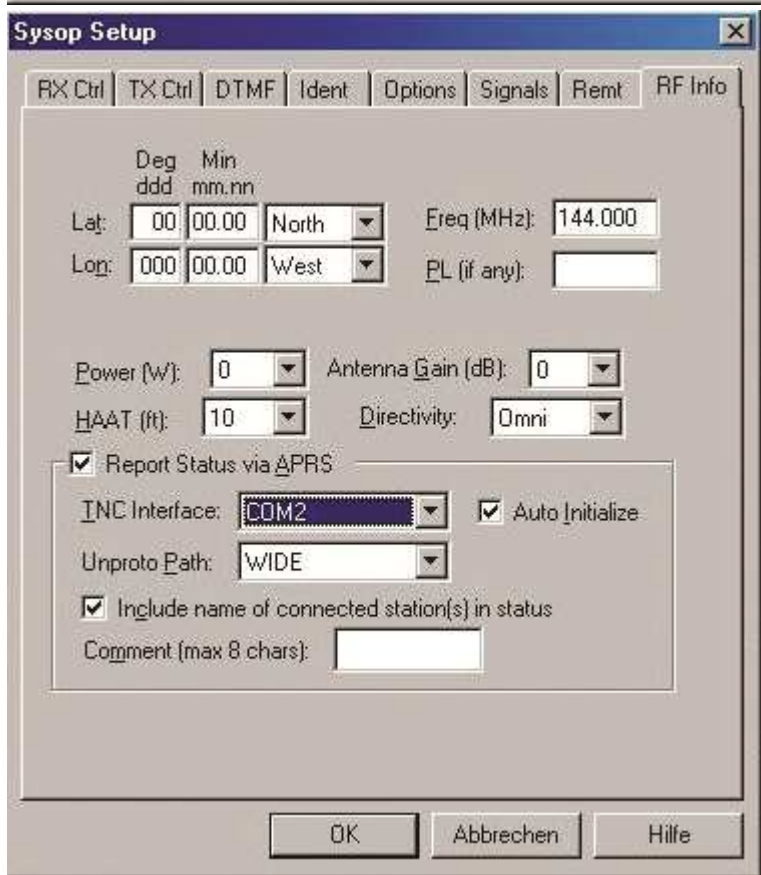 Sysop Setup
RX Ctrl TX Ctrl DTMF Ident Options Signals Remt RF Info
Deg Min
ddd mm.nn
Lat: 00 00.00 North Freq (MHz): 144.000
Lon: 000 00.00 West PL (if any):
Power (W): 0 Antenna Gain (dB): 0
HAAT (ft): 10 Directivity: Omni
Report Status via APRS
TNC Interface: COM2 Auto Initialize
Unproto Path: WIDE
Include name of connected station(s) in status
Comment (max 8 chars):
OK Abbrechen Hilfe